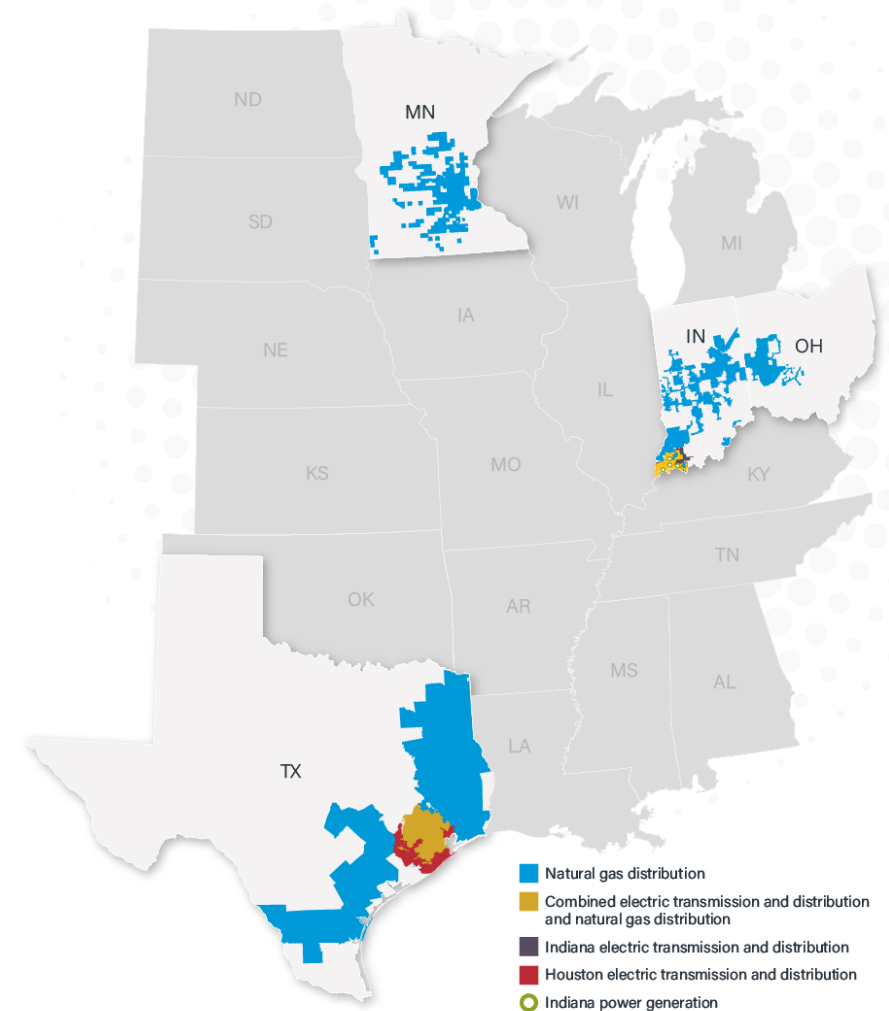 ND
MN
SD
WI
MI
IA
NE
IN
OH
IL
KS
MO
KY
OK
TN
AR
MS
AL
LA
TX
Natural gas distribution
Combined electric transmission and distribution
and natural gas distribution
Indiana electric transmission and distribution
Houston electric transmission and distribution
Indiana power generation